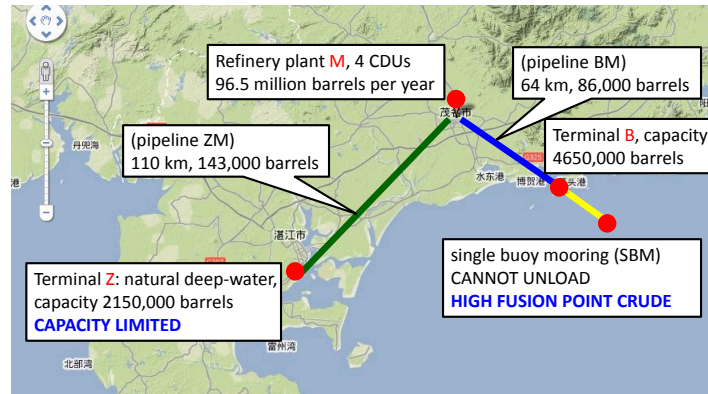 Refinery plant M, 4 CDUs
96.5 million barrels per year
(pipeline BM)
64 km, 86,000 barrels
茂名市
(pipeline ZM)
110 km, 143,000 barrels
Terminal B, capacity
4650,000 barrels
丹兜海
水东港
博贺港
头港
湛江市
single buoy mooring (SBM)
CANNOT UNLOAD
HIGH FUSION POINT CRUDE
Terminal Z: natural deep-water,
capacity 2150,000 barrels
CAPACITY LIMITED
雷州湾
北部湾